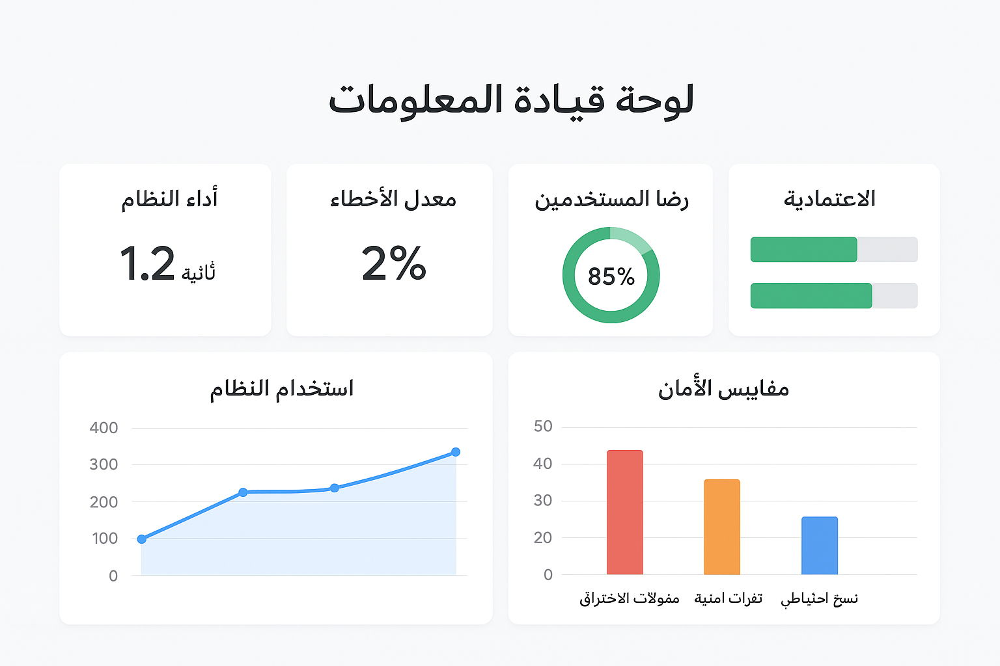 لوحة قيادة المعلومات
الاعتمادية
رضا المستخدمين
85%
معدل الأخطاء
2%
أداء النظام
1.2 ثانية
مفاييس الأمان
50
40
30
20
0
نسخ احتياطي
تفرات امنية
ممولات الاختراق
استخدام النظام
400
300
200
100
0